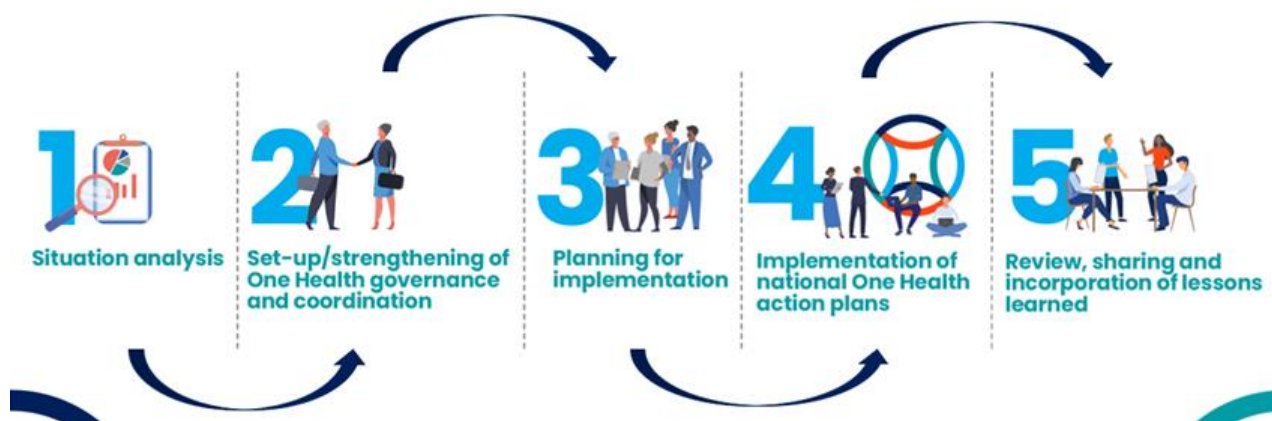 1
Situation analysis
2
Set-up/strengthening of
One Health governance
and coordination
3
Planning for
implementation
4
Implementation of
national One Health
action plans
5
Review, sharing and
incorporation of lessons
learned